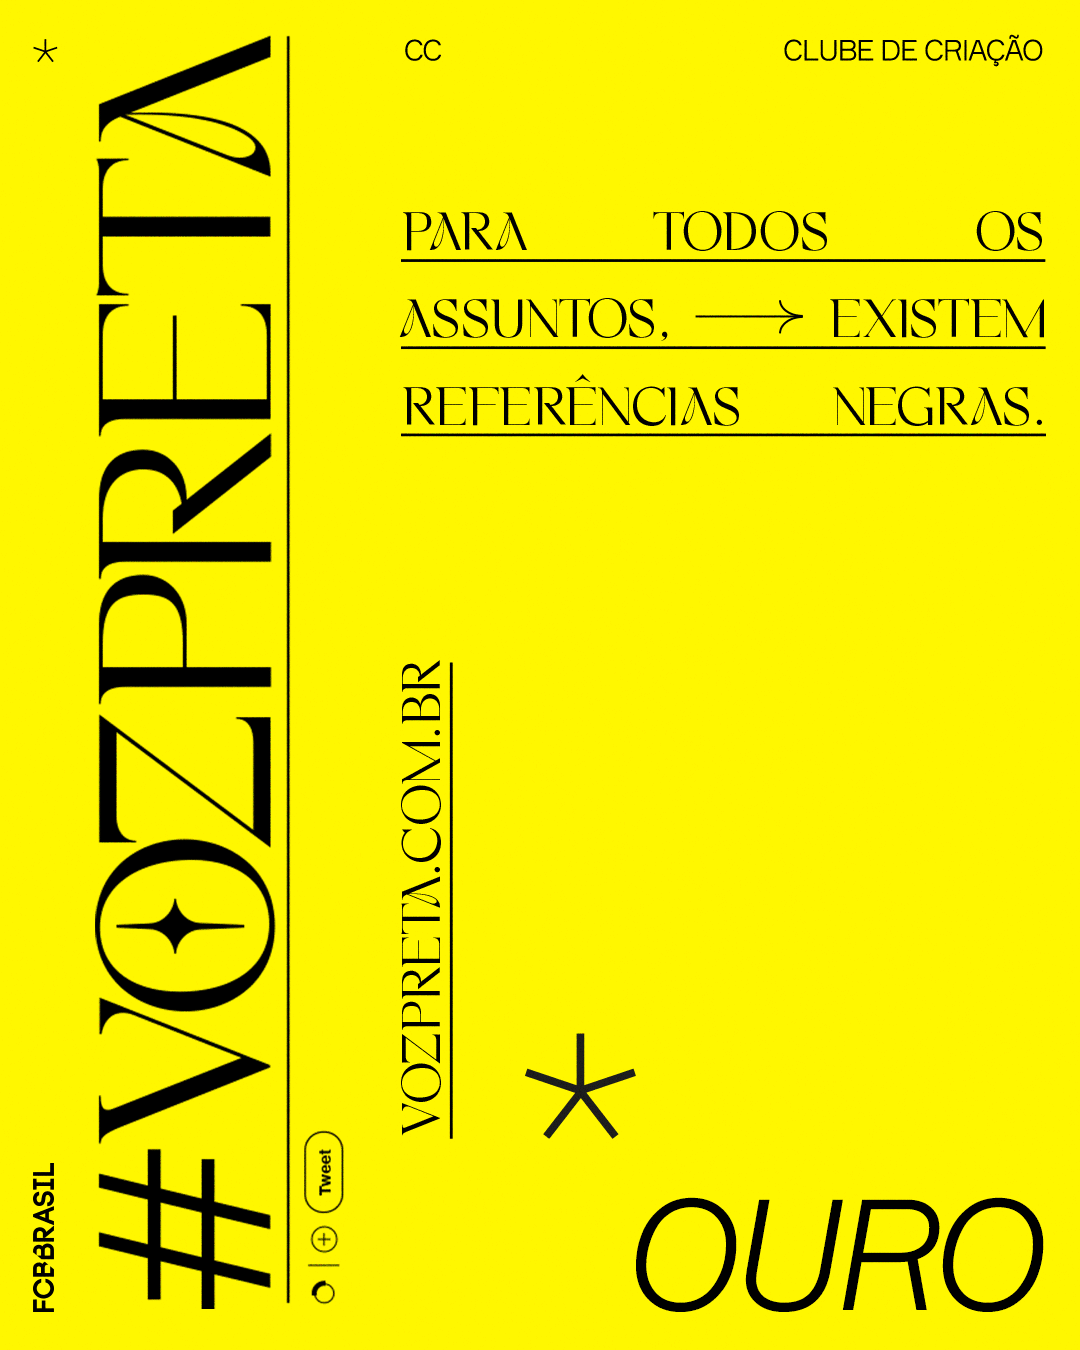 CC
CLUBE DE CRIAÇÃO
#VOZPRETA
PARA TODOS OS
ASSUNTOS, → EXISTEM
REFERÊNCIAS NEGRAS.
VOZPRETA.COM.BR
Tweet
FCBBRASIL
OURO